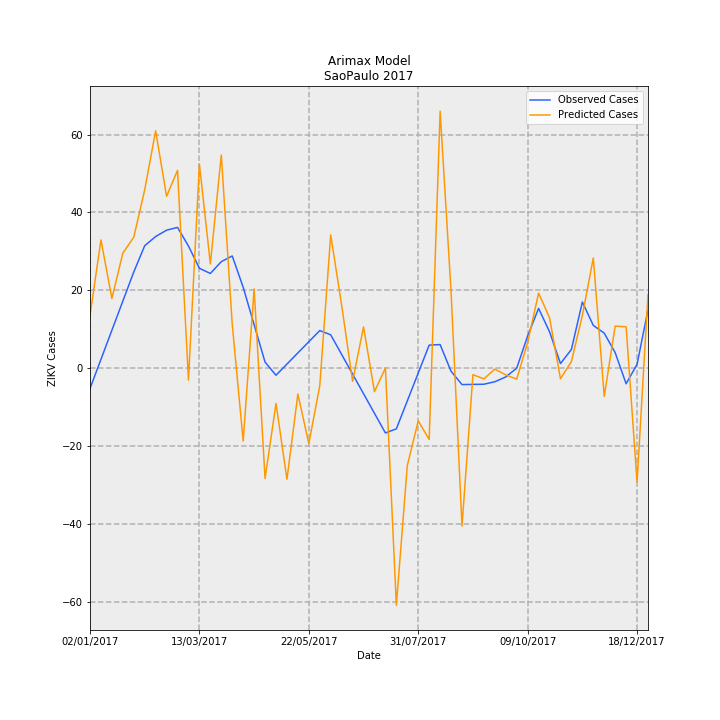 Arimax Model
SaoPaulo 2017
Observed Cases
Predicted Cases
ZIKV Cases
60
40
20
0
−20
−40
−60
02/01/2017
13/03/2017
22/05/2017
31/07/2017
09/10/2017
18/12/2017
Date